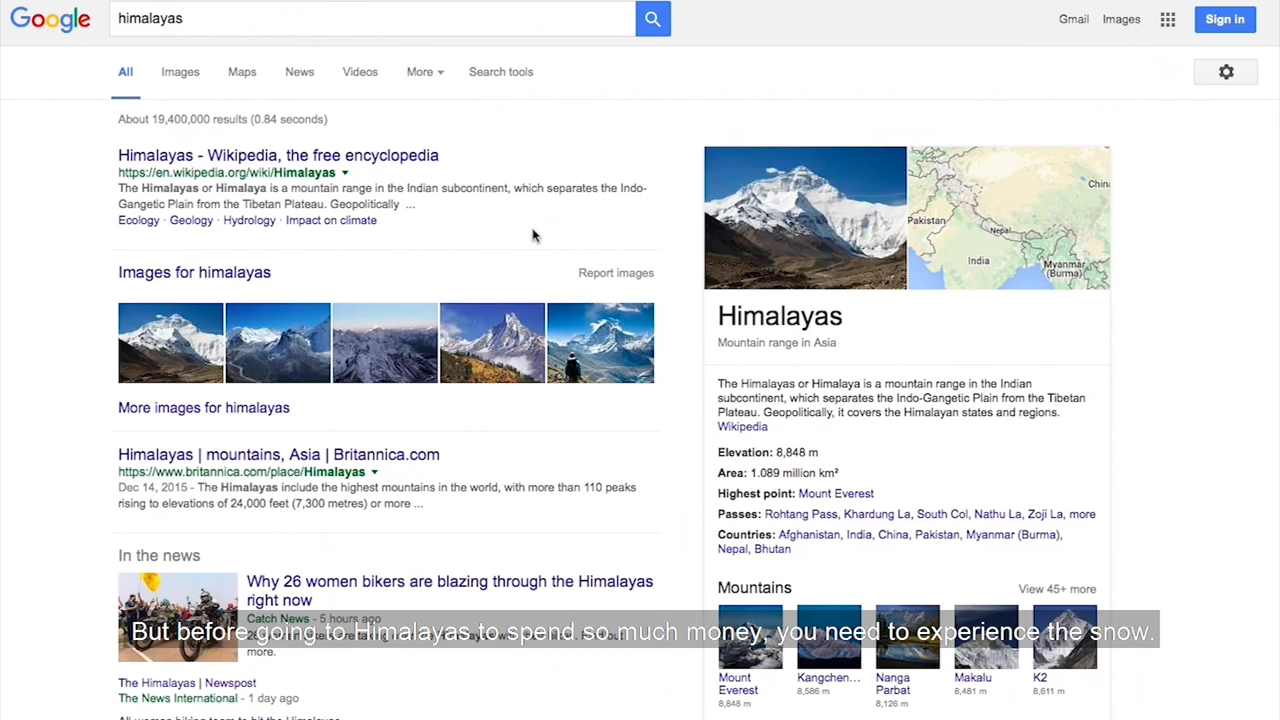 Google
himalayas
Gmail Images Sign in
All Images Maps News Videos More Search tools
About 19,400,000 results (0.84 seconds)
Himalayas - Wikipedia, the free encyclopedia
https://en.wikipedia.org/wiki/Himalayas
The Himalayas or Himalaya is a mountain range in the Indian subcontinent, which separates the Indo-
Gangetic Plain from the Tibetan Plateau. Geopolitically ...
Ecology · Geology · Hydrology · Impact on climate
Images for himalayas Report images
More images for himalayas
Himalayas | mountains, Asia | Britannica.com
https://www.britannica.com/place/Himalayas
Dec 14, 2015 - The Himalayas include the highest mountains in the world, with more than 110 peaks
rising to elevations of 24,000 feet (7,300 metres) or more ...
In the news
Why 26 women bikers are blazing through the Himalayas
right now
Catch News - 5 hours ago
more.
The Himalayas | Newspost
The News International - 1 day ago
China
Pakistan
Nepal
India
Myanmar
(Burma)
Himalayas
Mountain range in Asia
The Himalayas or Himalaya is a mountain range in the Indian
subcontinent, which separates the Indo-Gangetic Plain from the Tibetan
Plateau. Geopolitically, it covers the Himalayan states and regions.
Wikipedia
Elevation: 8,848 m
Area: 1.089 million km²
Highest point: Mount Everest
Passes: Rohtang Pass, Khardung La, South Col, Nathu La, Zoji La, more
Countries: Afghanistan, India, China, Pakistan, Myanmar (Burma),
Nepal, Bhutan
Mountains View 45+ more
Mount
Everest
8,848 m
Kangchen...
8,586 m
Nanga
Parbat
8,126 m
Makalu
8,481 m
K2
8,611 m
But before going to Himalayas to spend so much money, you need to experience the snow.